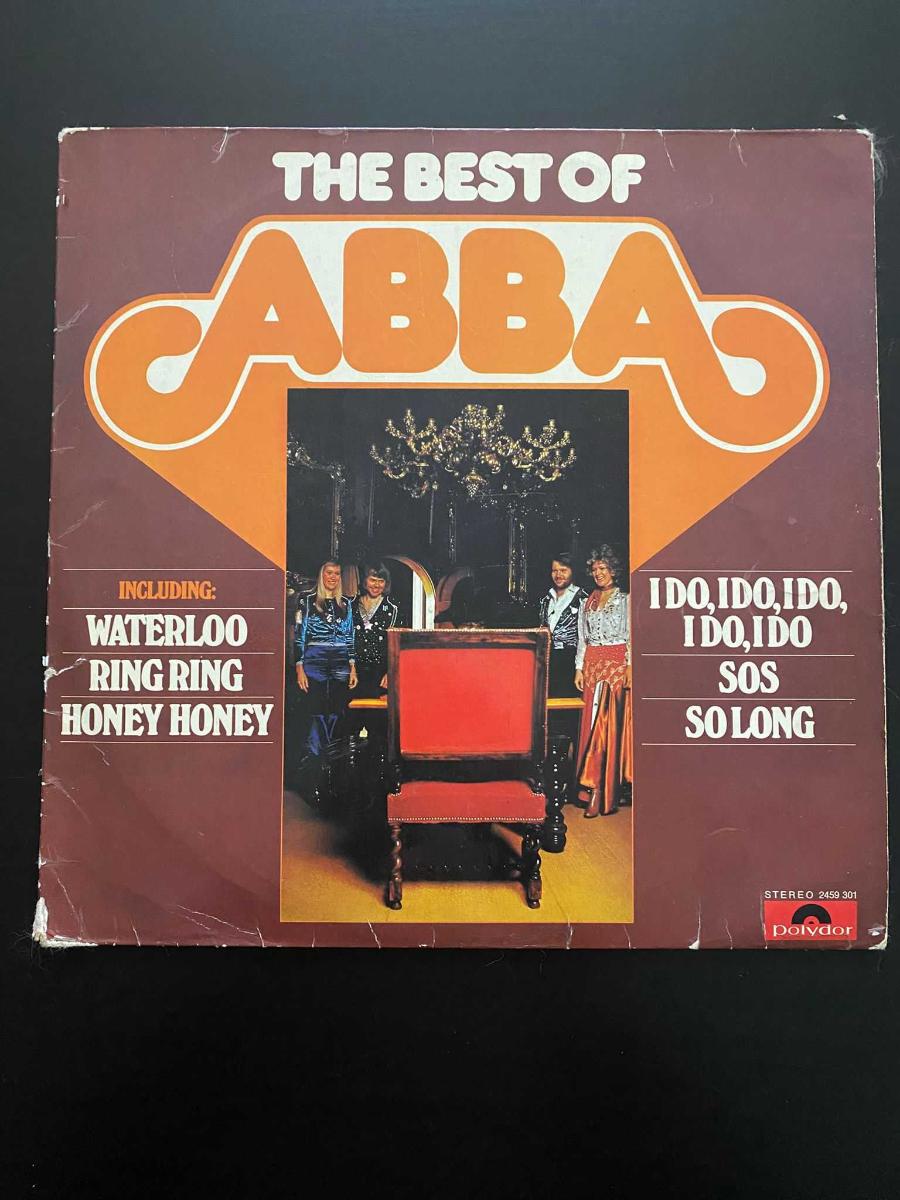 THE BEST OF
ABBA
INCLUDING:
WATERLOO
RING RING
HONEY HONEY
I DO, I DO, I DO,
I DO, I DO
SOS
SO LONG
STEREO 2459 301
polydor